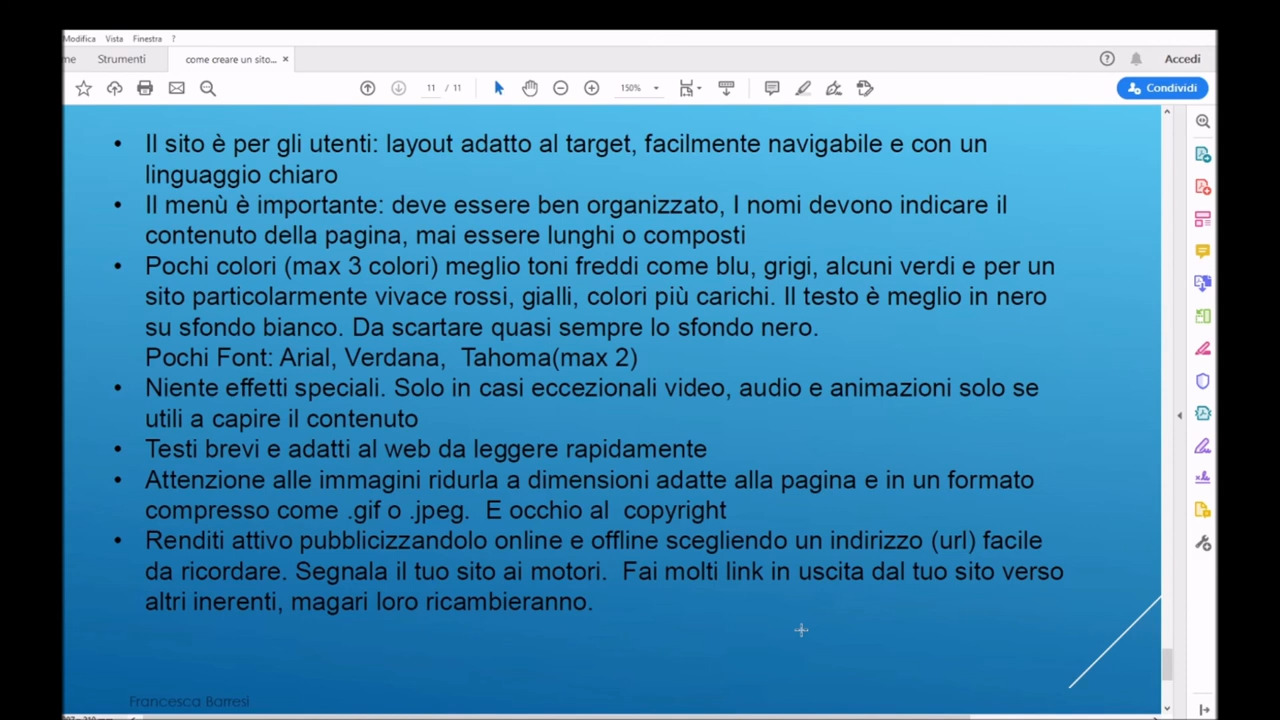 Modifica Vista Finestra ?
ne Strumenti come creare un sito... × Accedi
11 / 11 150% Condividi
• Il sito è per gli utenti: layout adatto al target, facilmente navigabile e con un
linguaggio chiaro
• Il menù è importante: deve essere ben organizzato, I nomi devono indicare il
contenuto della pagina, mai essere lunghi o composti
• Pochi colori (max 3 colori) meglio toni freddi come blu, grigi, alcuni verdi e per un
sito particolarmente vivace rossi, gialli, colori più carichi. Il testo è meglio in nero
su sfondo bianco. Da scartare quasi sempre lo sfondo nero.
Pochi Font: Arial, Verdana, Tahoma(max 2)
• Niente effetti speciali. Solo in casi eccezionali video, audio e animazioni solo se
utili a capire il contenuto
• Testi brevi e adatti al web da leggere rapidamente
• Attenzione alle immagini ridurla a dimensioni adatte alla pagina e in un formato
compresso come .gif o .jpeg. E occhio al copyright
• Renditi attivo pubblicizzandolo online e offline scegliendo un indirizzo (url) facile
da ricordare. Segnala il tuo sito ai motori. Fai molti link in uscita dal tuo sito verso
altri inerenti, magari loro ricambieranno.
Francesca Barresi